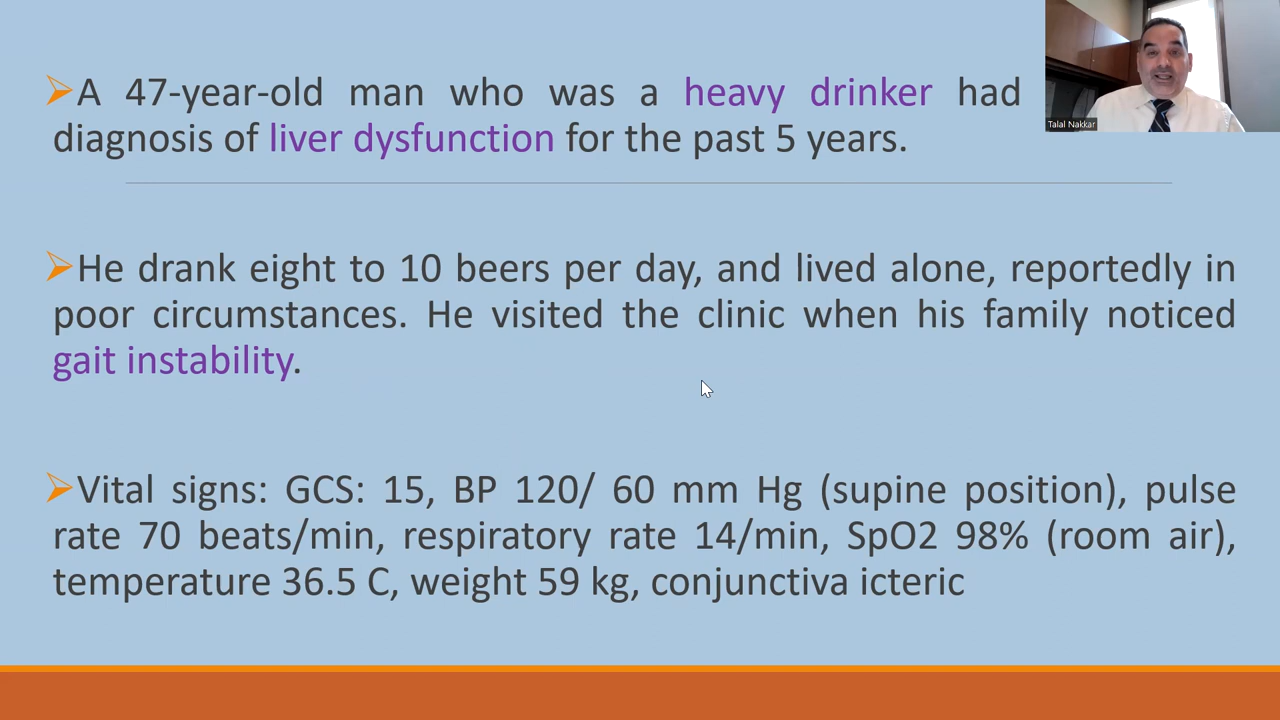 A 47-year-old man who was a heavy drinker had
diagnosis of liver dysfunction for the past 5 years.
He drank eight to 10 beers per day, and lived alone, reportedly in
poor circumstances. He visited the clinic when his family noticed
gait instability.
Vital signs: GCS: 15, BP 120/ 60 mm Hg (supine position), pulse
rate 70 beats/min, respiratory rate 14/min, SpO2 98% (room air),
temperature 36.5 C, weight 59 kg, conjunctiva icteric
Talal Nakkar